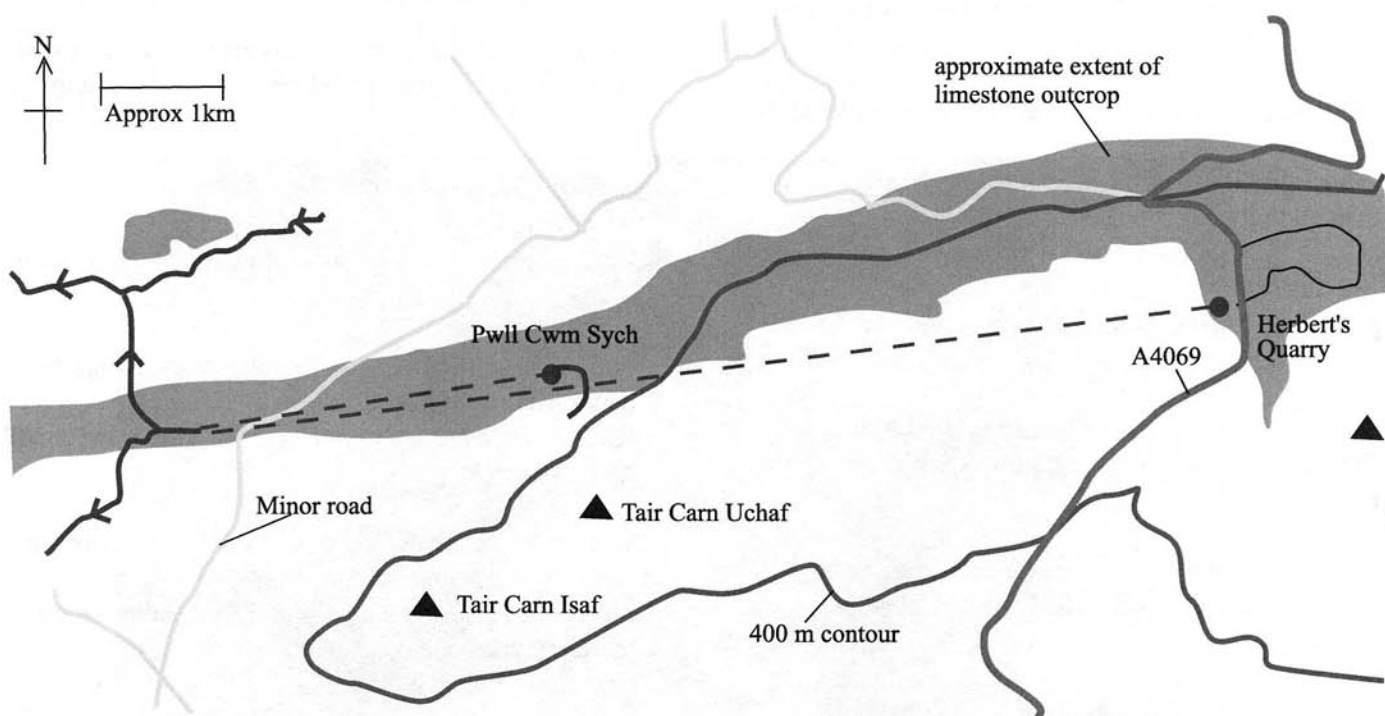 N
Approx 1km
approximate extent of
limestone outcrop
Pwll Cwm Sych
Herbert's
Quarry
A4069
Minor road
Tair Carn Uchaf
Tair Carn Isaf
400 m contour